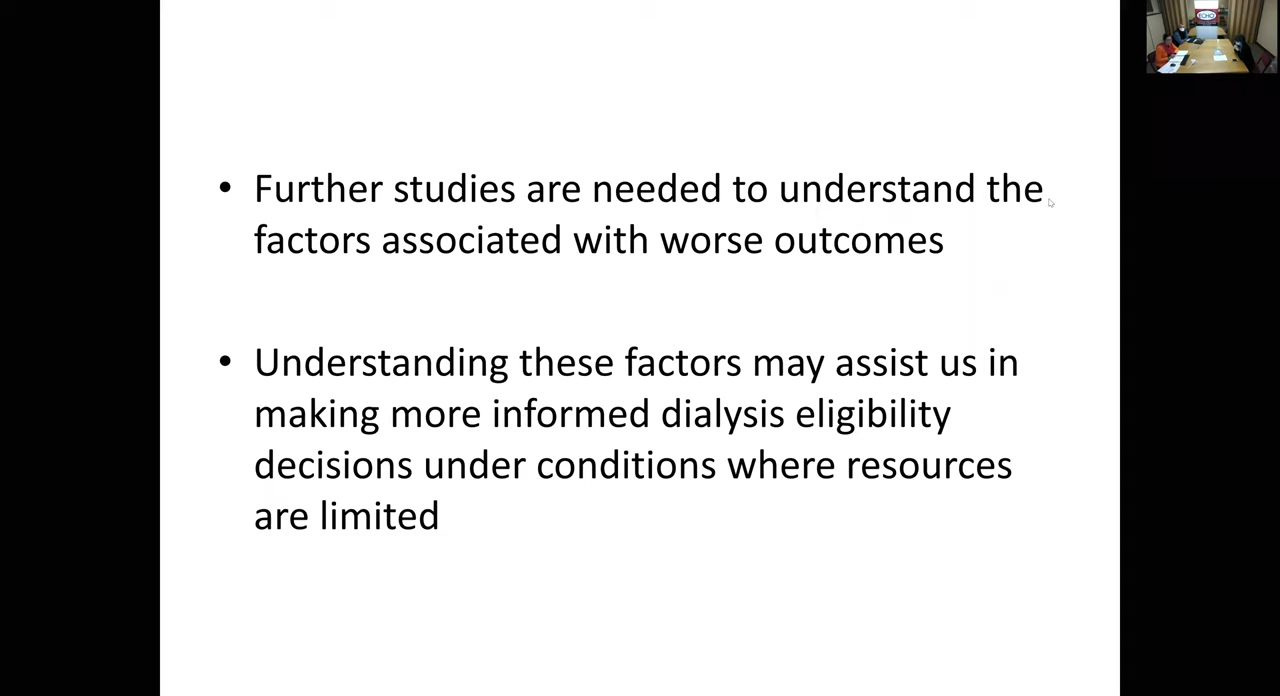 • Further studies are needed to understand the
factors associated with worse outcomes
• Understanding these factors may assist us in
making more informed dialysis eligibility
decisions under conditions where resources
are limited